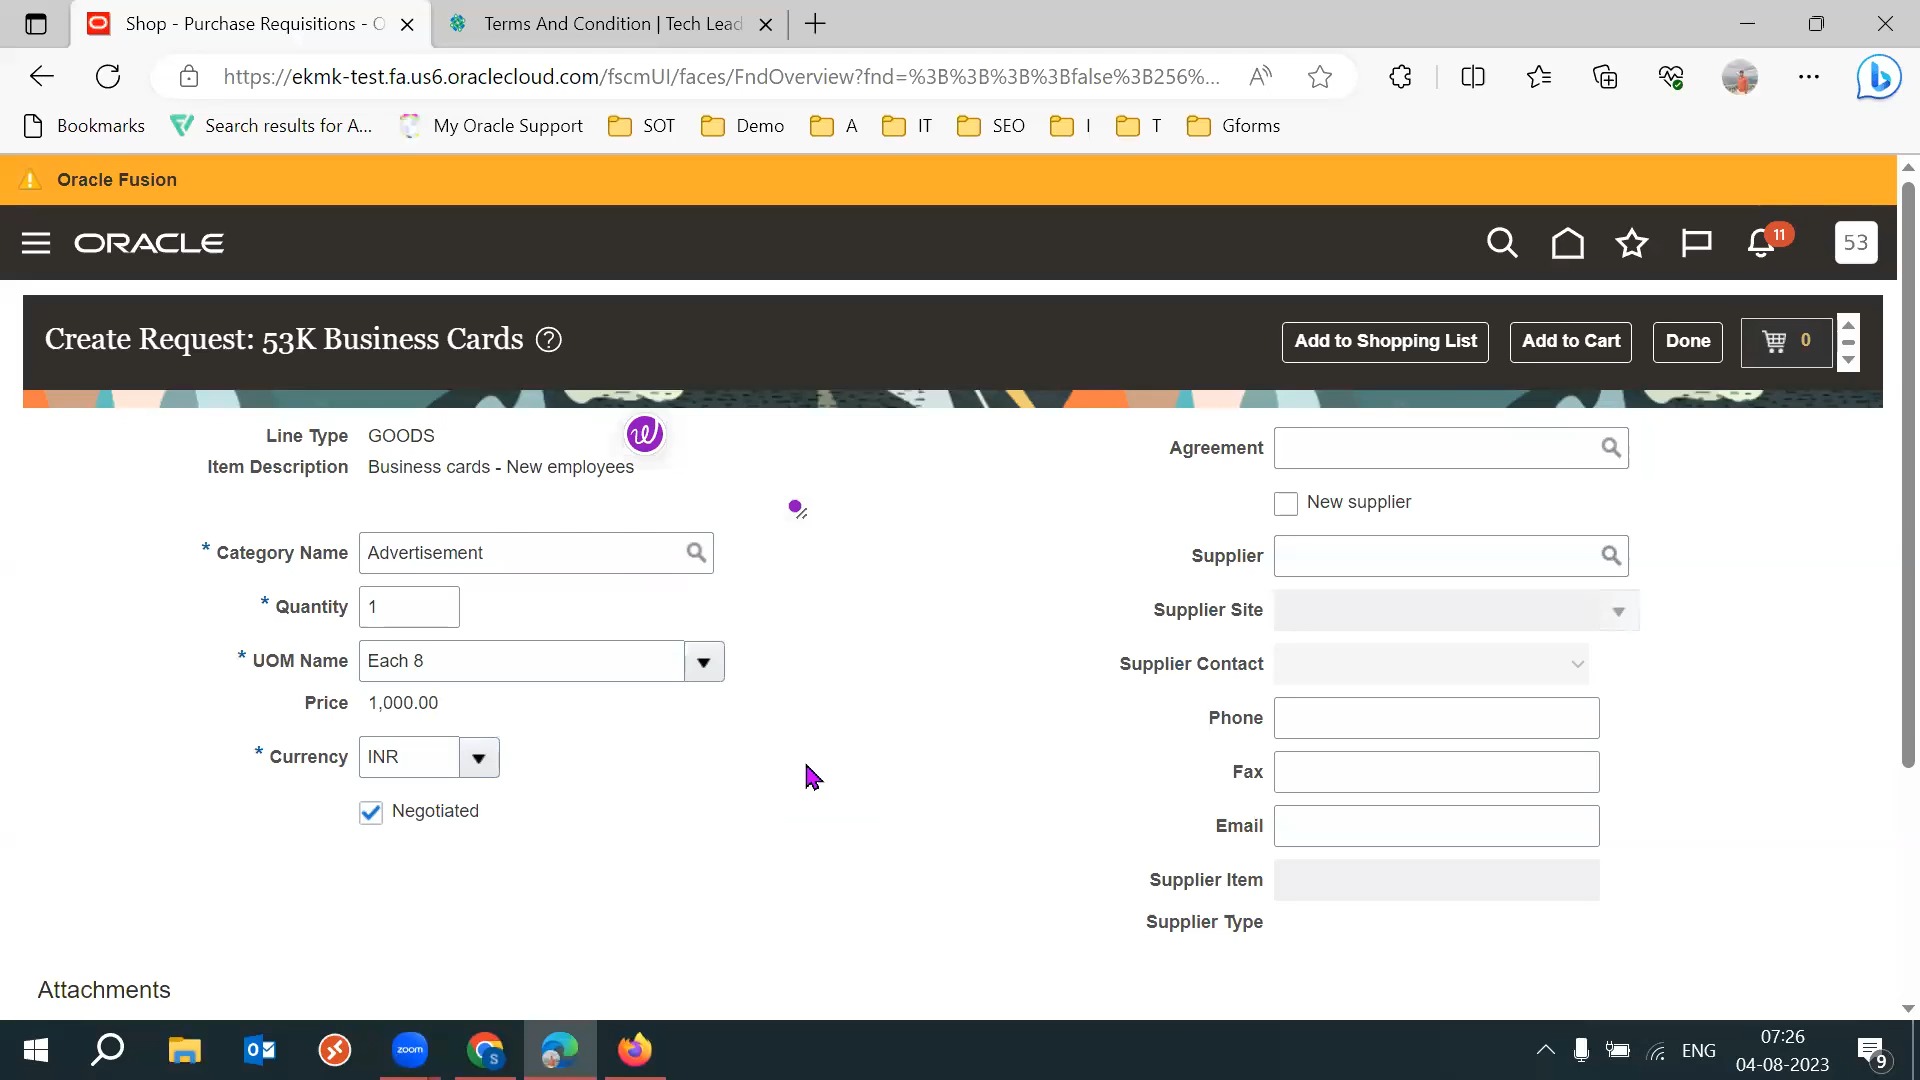 Shop - Purchase Requisitions - O
Terms And Condition | Tech Lead
https://ekmk-test.fa.us6.oraclecloud.com/fscmUI/faces/FndOverview?fnd=%3B%3B%3B%3Bfalse%3B256%...
Bookmarks
Search results for A...
My Oracle Support
SOT
Demo
A
IT
SEO
I
T
Gforms
Oracle Fusion
ORACLE
11
53
Create Request: 53K Business Cards
Add to Shopping List
Add to Cart
Done
0
Line Type GOODS
Item Description Business cards - New employees
* Category Name Advertisement
* Quantity 1
* UOM Name Each 8
Price 1,000.00
* Currency INR
Negotiated
Agreement
New supplier
Supplier
Supplier Site
Supplier Contact
Phone
Fax
Email
Supplier Item
Supplier Type
Attachments
zoom
ENG
07:26
04-08-2023
9